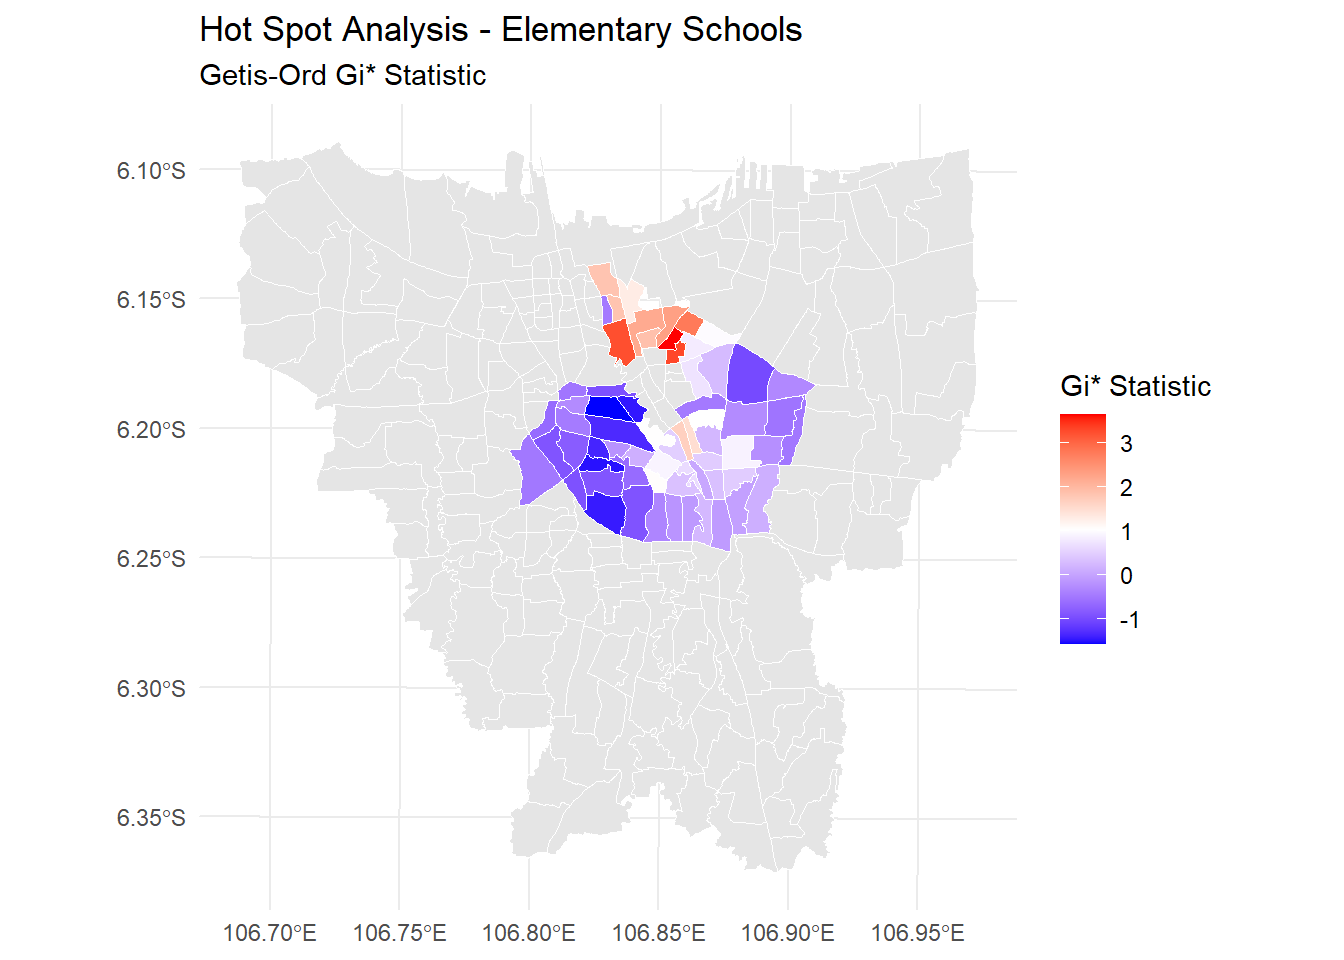 Hot Spot Analysis - Elementary Schools
Getis-Ord Gi* Statistic
6.10°S
6.15°S
6.20°S
6.25°S
6.30°S
6.35°S
106.70°E
106.75°E
106.80°E
106.85°E
106.90°E
106.95°E
Gi* Statistic
3
2
1
0
-1